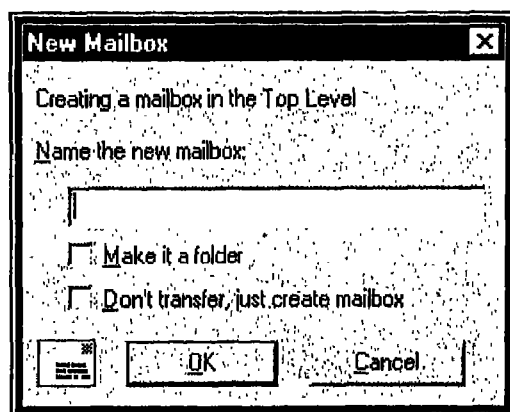 New Mailbox
Creating a mailbox in the Top Level
Name the new mailbox:
Make it a folder
Don't transfer, just create mailbox
OK
Cancel